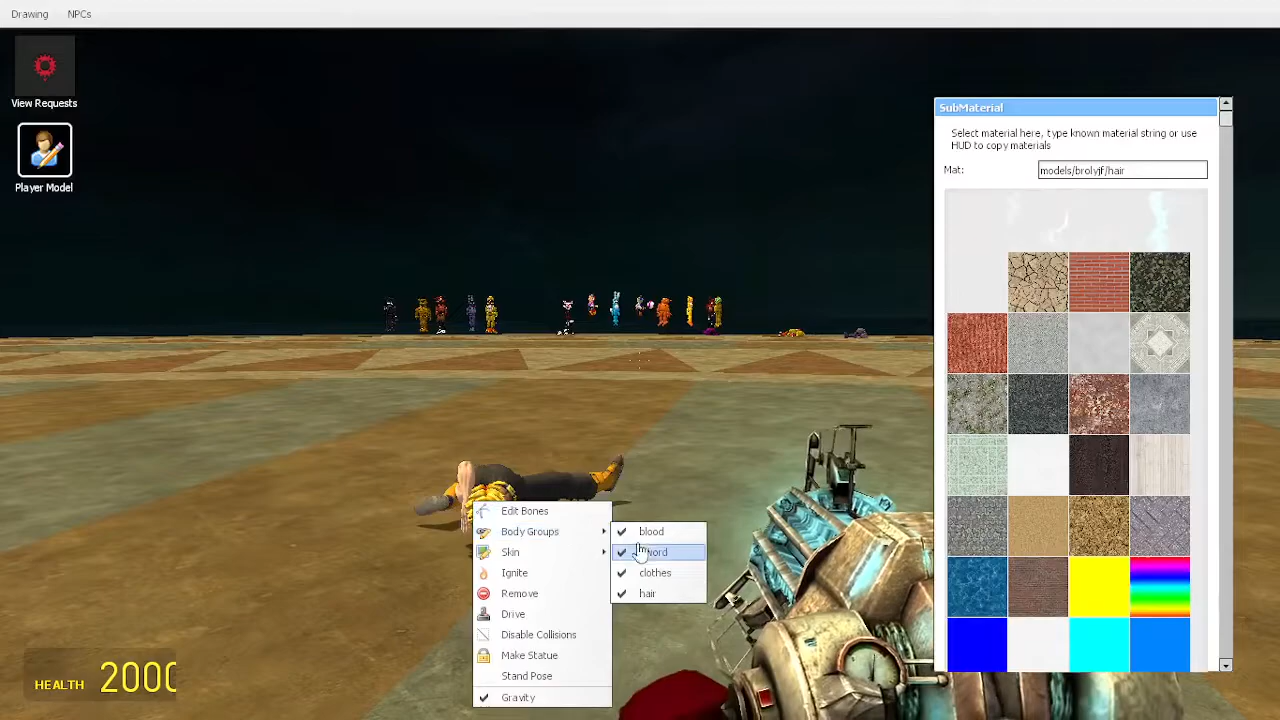 Drawing NPCs
View Requests
Player Model
SubMaterial
Select material here, type known material string or use
HUD to copy materials
Mat: models/brolyjf/hair
Edit Bones
Body Groups
Skin
Ignite
Remove
Drive
Disable Collisions
Make Statue
Stand Pose
Gravity
blood
clothes
hair
HEALTH 2000